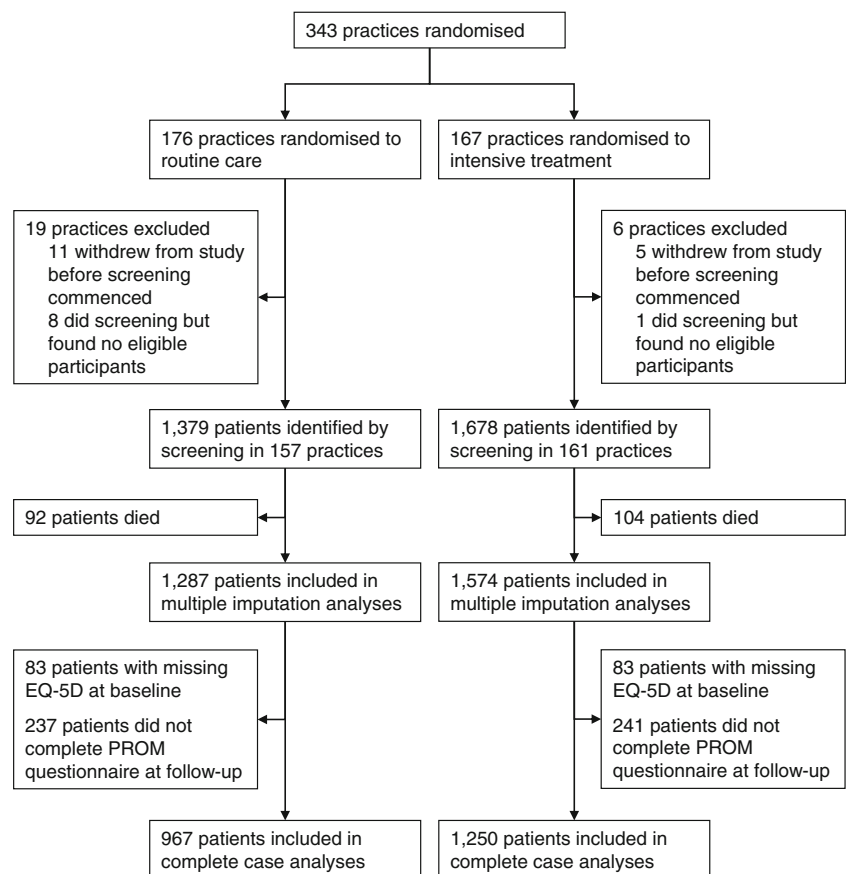 343 practices randomised
176 practices randomised to
routine care
167 practices randomised to
intensive treatment
19 practices excluded
11 withdrew from study
before screening
commenced
8 did screening but
found no eligible
participants
6 practices excluded
5 withdrew from study
before screening
commenced
1 did screening but
found no eligible
participants
1,379 patients identified by
screening in 157 practices
1,678 patients identified by
screening in 161 practices
92 patients died
104 patients died
1,287 patients included in
multiple imputation analyses
1,574 patients included in
multiple imputation analyses
83 patients with missing
EQ-5D at baseline
237 patients did not
complete PROM
questionnaire at follow-up
83 patients with missing
EQ-5D at baseline
241 patients did not
complete PROM
questionnaire at follow-up
967 patients included in
complete case analyses
1,250 patients included in
complete case analyses